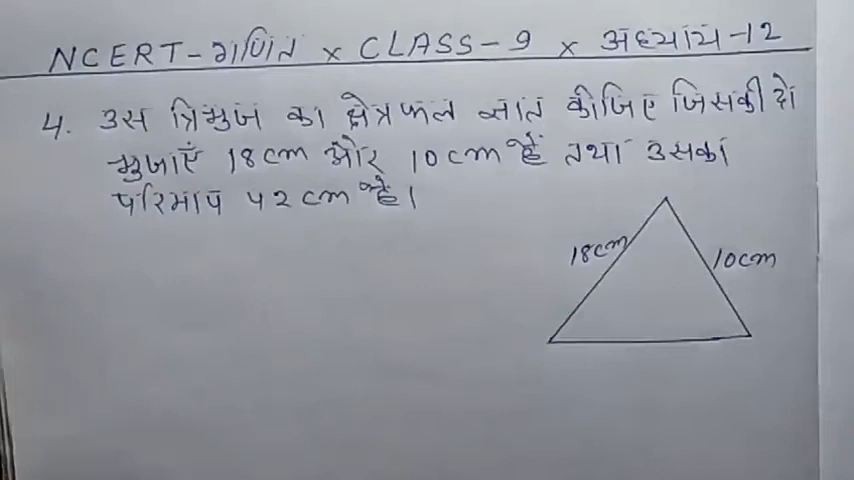 NCERT-गणित × CLASS-9 × अध्याय-12
4. उस त्रिभुज का क्षेत्रफल ज्ञात कीजिए जिसकी दो
भुजाएँ 18cm और 10cm हैं तथा उसका
परिमाप 42cm है।
18cm
10cm